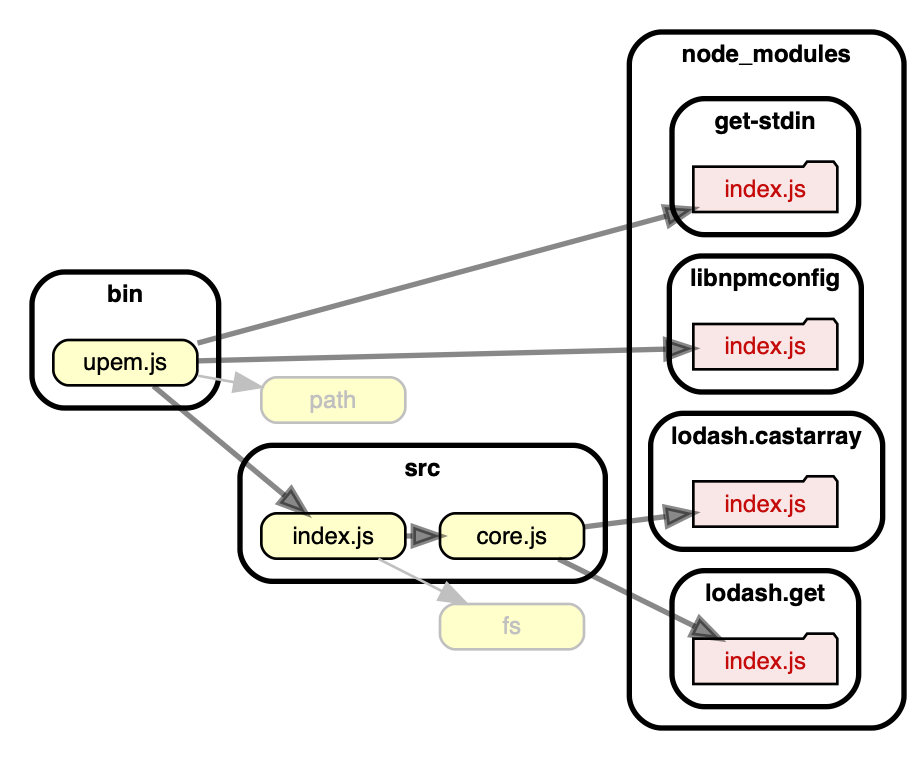 node_modules
get-stdin
index.js
libnpmconfig
index.js
bin
upem.js
path
lodash.castarray
index.js
src
index.js
core.js
fs
lodash.get
index.js